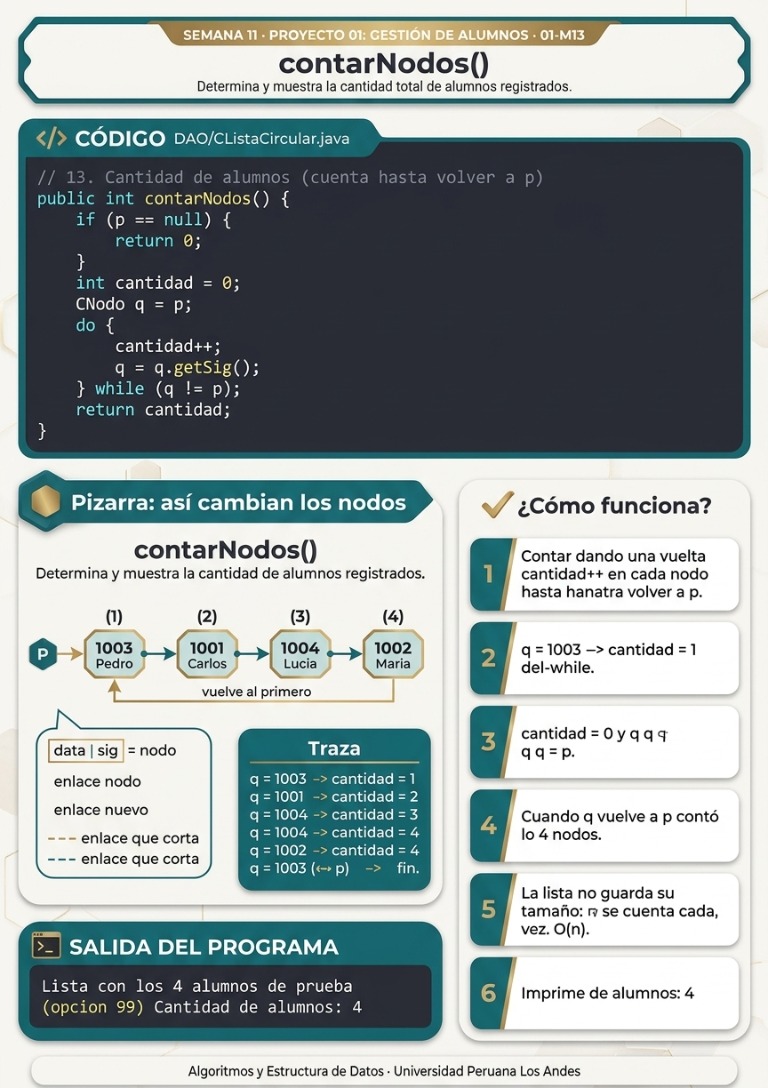 SEMANA 11 · PROYECTO 01: GESTIÓN DE ALUMNOS · 01-M13
contarNodos()
Determina y muestra la cantidad total de alumnos registrados.
</> CÓDIGO DAO/CListaCircular.java
// 13. Cantidad de alumnos (cuenta hasta volver a p)
public int contarNodos() {
    if (p == null) {
        return 0;
    }
    int cantidad = 0;
    CNodo q = p;
    do {
        cantidad++;
        q = q.getSig();
    } while (q != p);
    return cantidad;
}
Pizarra: así cambian los nodos
contarNodos()
Determina y muestra la cantidad de alumnos registrados.
(1) (2) (3) (4)
P 1003 1001 1004 1002
Pedro Carlos Lucia Maria
vuelve al primero
data | sig = nodo
enlace nodo
enlace nuevo
--- enlace que corta
--- enlace que corta
Traza
q = 1003 -> cantidad = 1
q = 1001 -> cantidad = 2
q = 1004 -> cantidad = 3
q = 1004 -> cantidad = 4
q = 1002 -> cantidad = 4
q = 1003 (↔ p) -> fin.
>_ SALIDA DEL PROGRAMA
Lista con los 4 alumnos de prueba
(opcion 99) Cantidad de alumnos: 4
¿Cómo funciona?
1 Contar dando una vuelta
cantidad++ en cada nodo
hasta hanatra volver a p.
2 q = 1003 —> cantidad = 1
del-while.
3 cantidad = 0 y q q
q q = p.
4 Cuando q vuelve a p contó
lo 4 nodos.
5 La lista no guarda su
tamaño: se cuenta cada,
vez. O(n).
6 Imprime de alumnos: 4
Algoritmos y Estructura de Datos · Universidad Peruana Los Andes